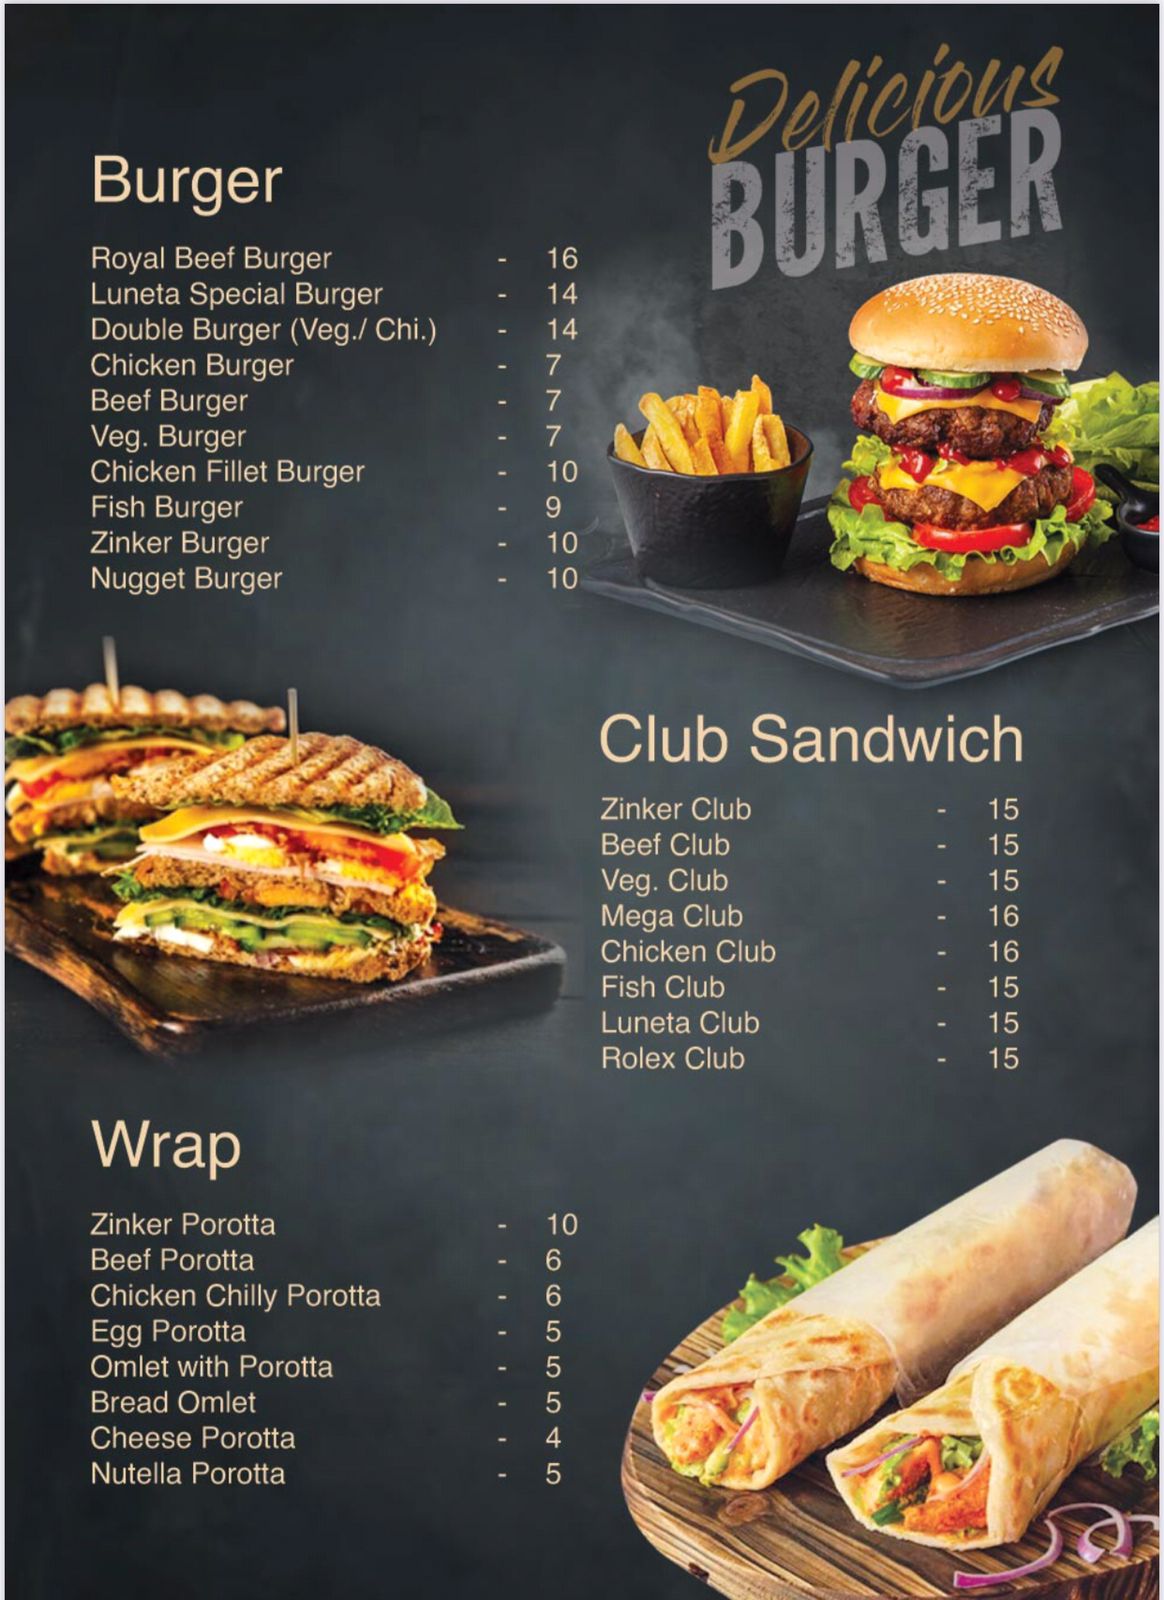 Delicious
BURGER
Burger
Royal Beef Burger - 16
Luneta Special Burger - 14
Double Burger (Veg./ Chi.) - 14
Chicken Burger - 7
Beef Burger - 7
Veg. Burger - 7
Chicken Fillet Burger - 10
Fish Burger - 9
Zinker Burger - 10
Nugget Burger - 10
Club Sandwich
Zinker Club - 15
Beef Club - 15
Veg. Club - 15
Mega Club - 16
Chicken Club - 16
Fish Club - 15
Luneta Club - 15
Rolex Club - 15
Wrap
Zinker Porotta - 10
Beef Porotta - 6
Chicken Chilly Porotta - 6
Egg Porotta - 5
Omlet with Porotta - 5
Bread Omlet - 5
Cheese Porotta - 4
Nutella Porotta - 5